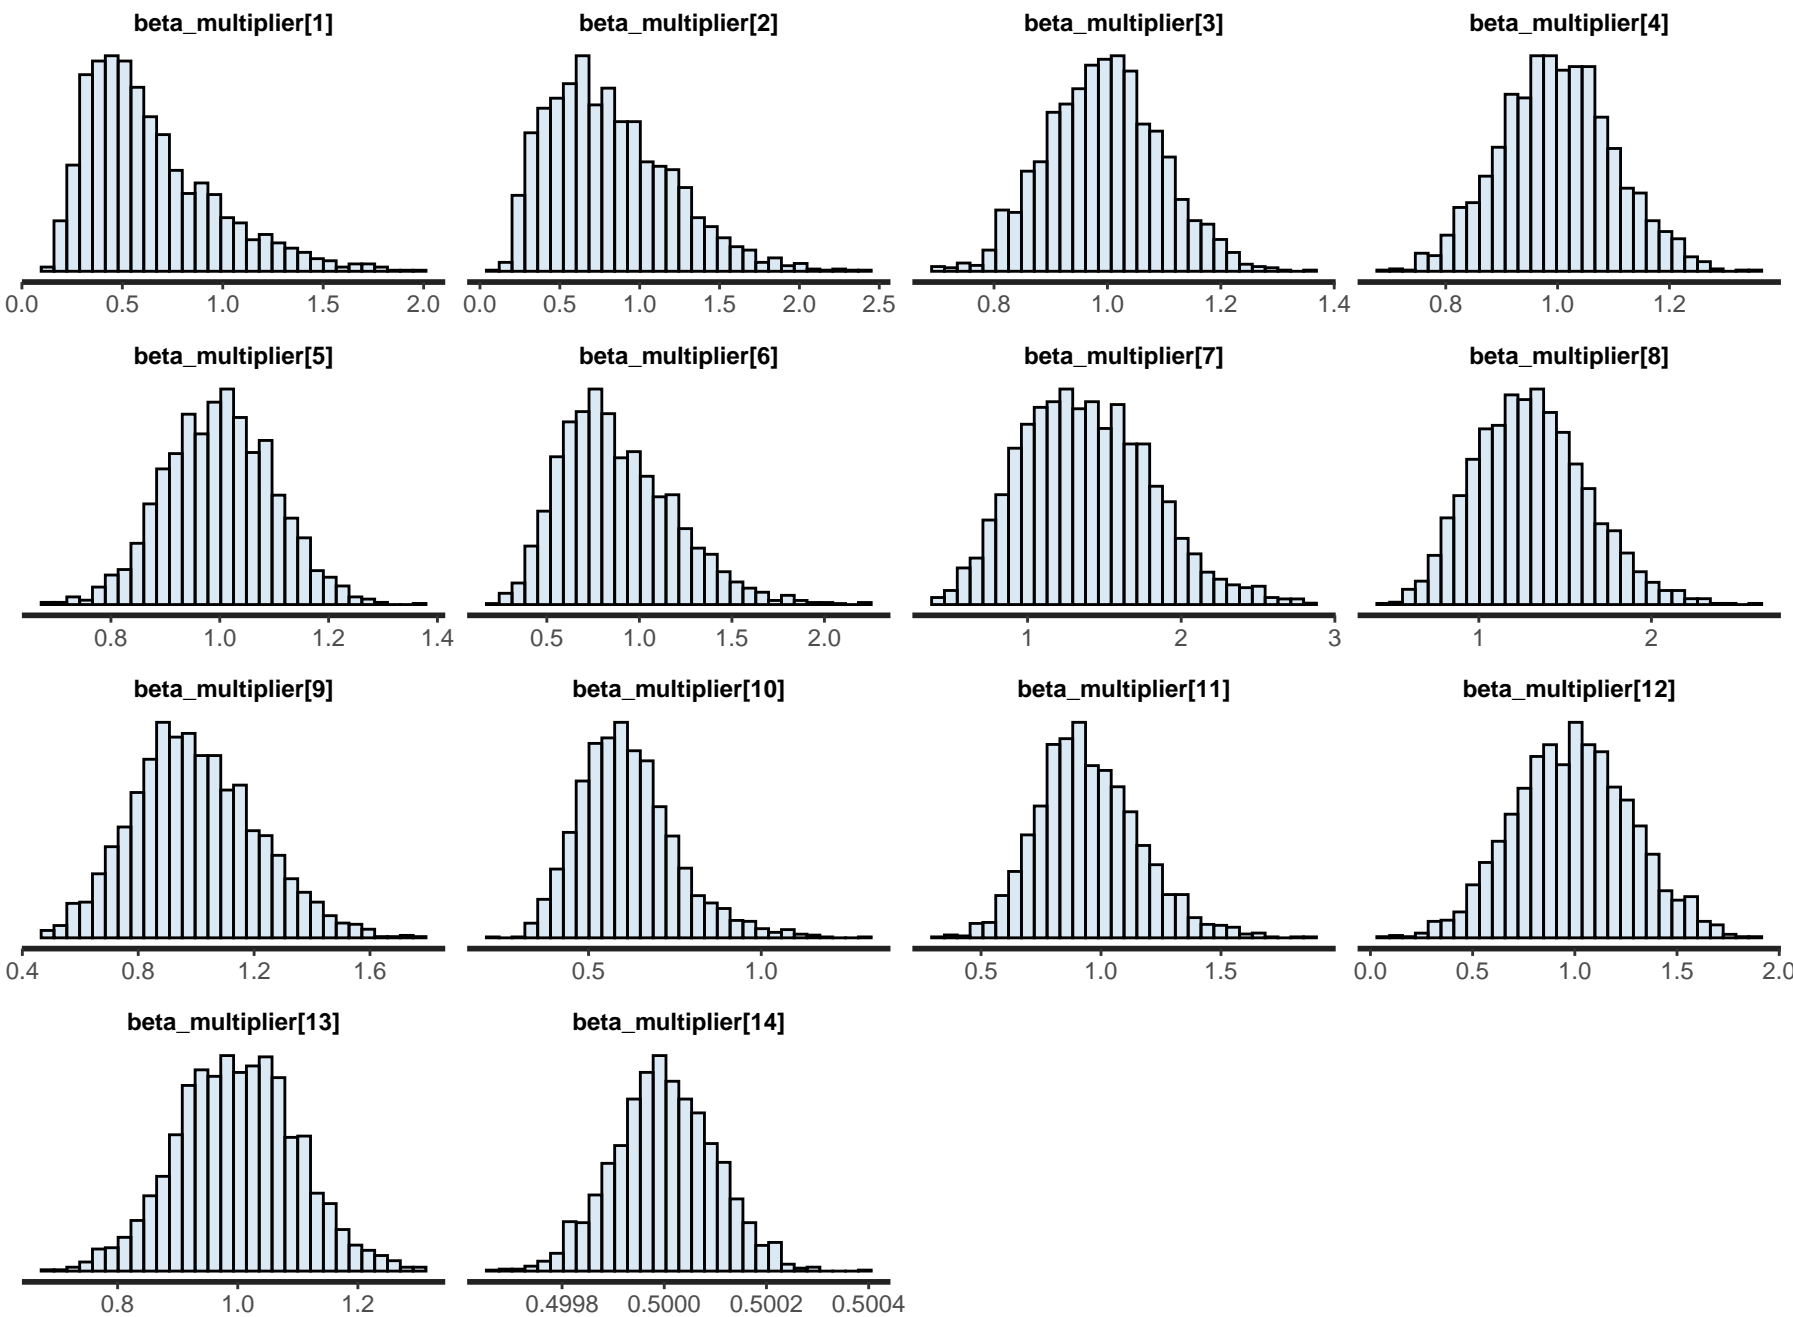 beta_multiplier[1] beta_multiplier[2] beta_multiplier[3] beta_multiplier[4]
0.0 0.5 1.0 1.5 2.0 0.0 0.5 1.0 1.5 2.0 2.5 0.8 1.0 1.2 1.4 0.8 1.0 1.2
beta_multiplier[5] beta_multiplier[6] beta_multiplier[7] beta_multiplier[8]
0.8 1.0 1.2 1.4 0.5 1.0 1.5 2.0 1 2 3 1 2
beta_multiplier[9] beta_multiplier[10] beta_multiplier[11] beta_multiplier[12]
0.4 0.8 1.2 1.6 0.5 1.0 0.5 1.0 1.5 0.0 0.5 1.0 1.5 2.0
beta_multiplier[13] beta_multiplier[14]
0.8 1.0 1.2 0.4998 0.5000 0.5002 0.5004